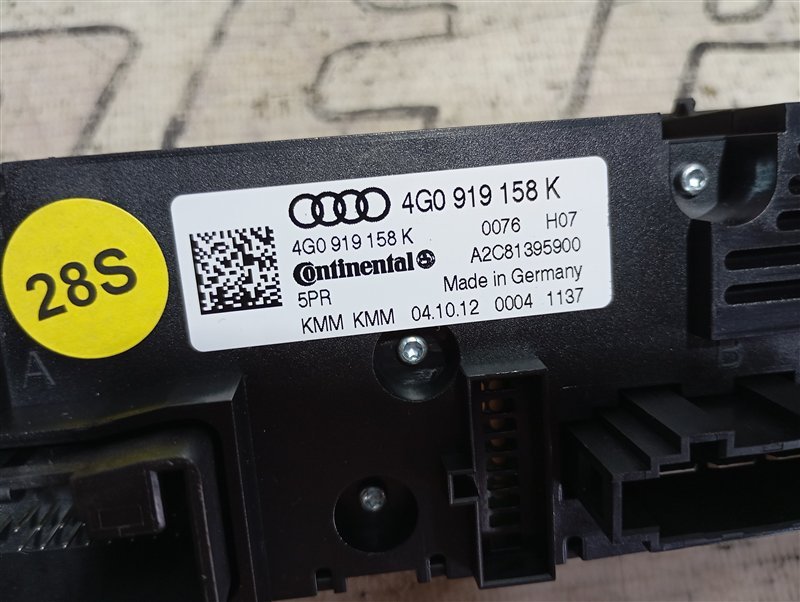 28S
4G0 919 158 K
4G0 919 158 K 0076 H07
Continental A2C81395900
5PR Made in Germany
KMM KMM 04.10.12 0004 1137
A
B